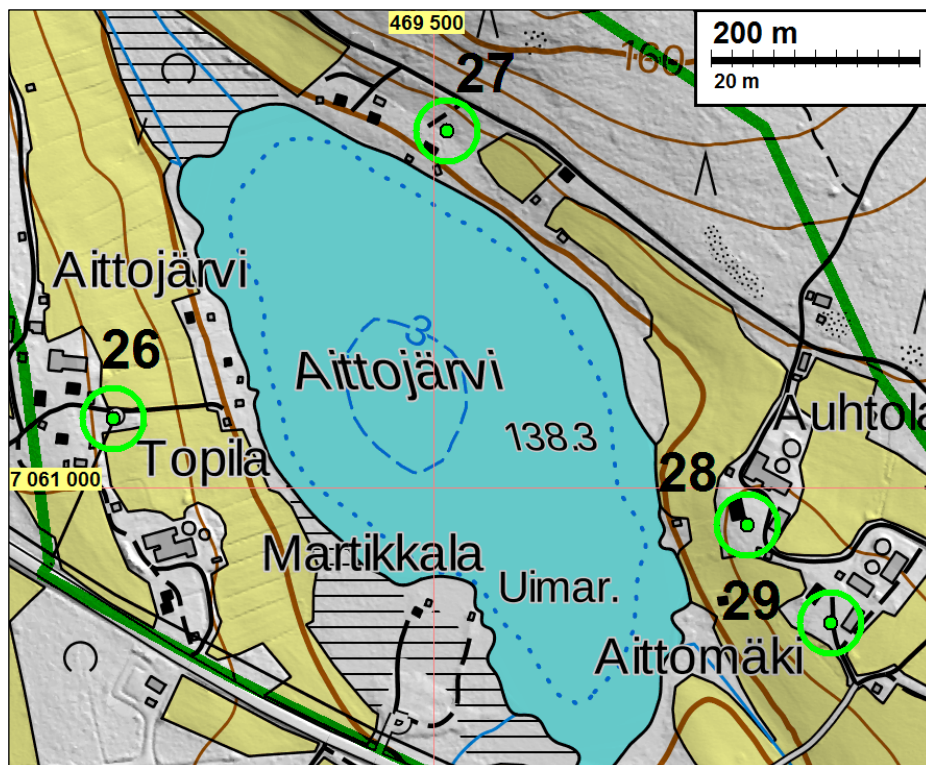 469 500
200 m
20 m
160
27
Aittojärvi
26
3
Aittojärvi
Auhtola
138.3
Topila
7 061 000
28
Martikkala
Uimar.
29
Aittomäki